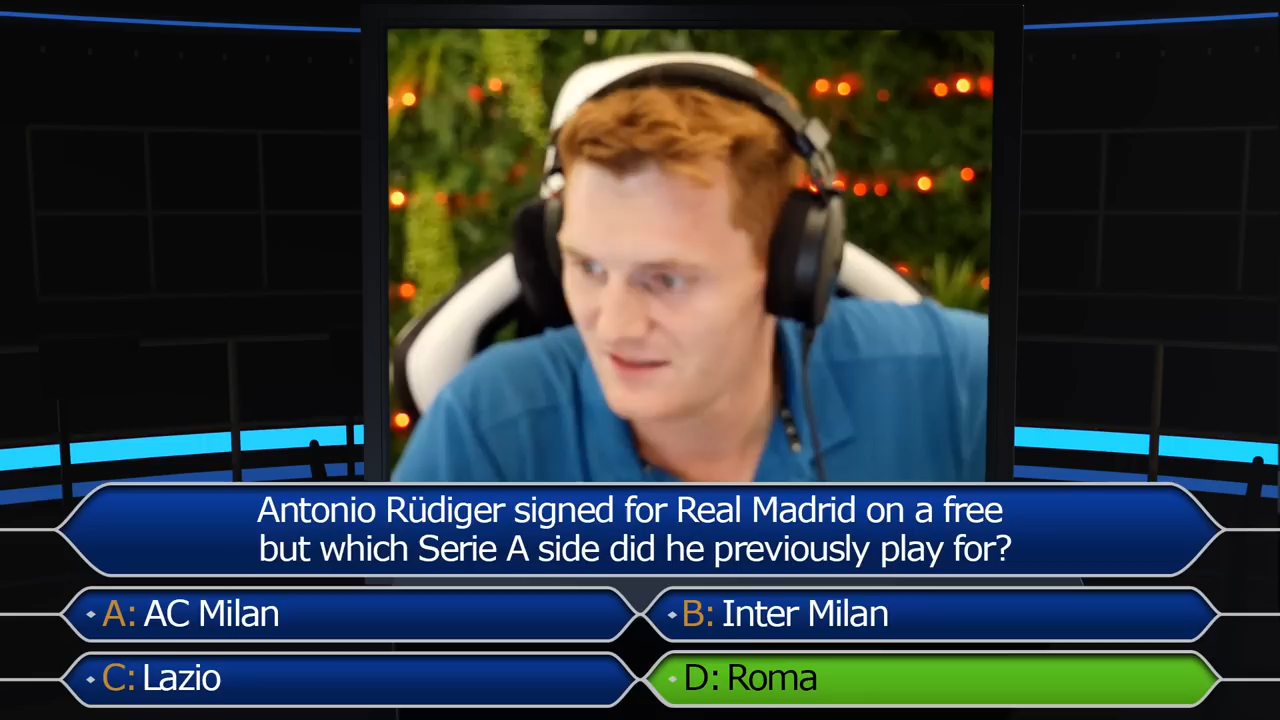 Antonio Rüdiger signed for Real Madrid on a free
but which Serie A side did he previously play for?
A: AC Milan
B: Inter Milan
C: Lazio
D: Roma